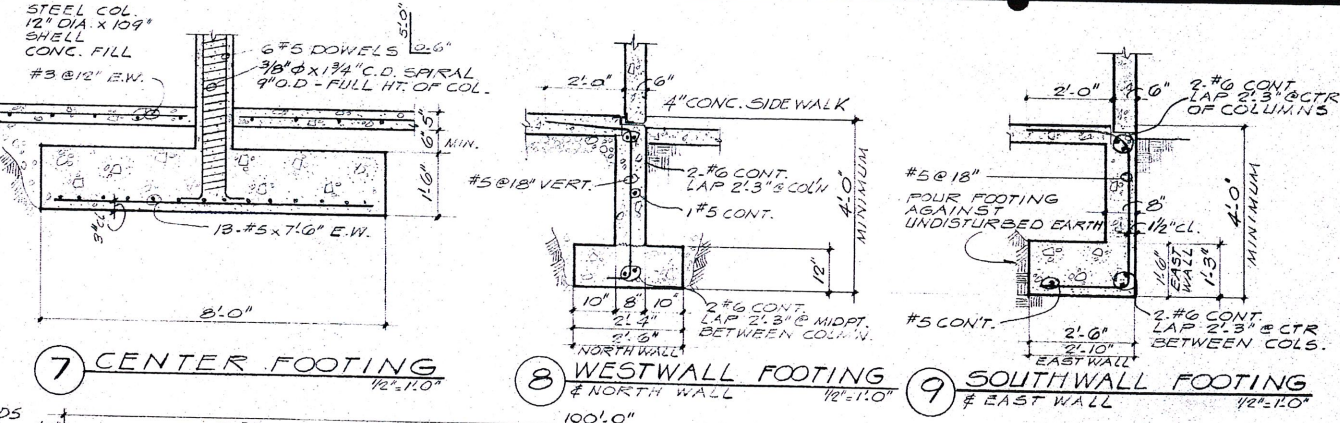 STEEL COL.
12" DIA. x 109"
SHELL
CONC. FILL
#3 @ 12" E.W.
5'-0"
0'-6"
6 #5 DOWELS
3/8" φ x 1 3/4" C.D. SPIRAL
9" O.D - FULL HT. OF COL.
5"
6"
MIN.
1'-6"
3" CL.
13-#5 x 7'-6" E.W.
8'-0"
7 CENTER FOOTING
1/2"=1'-0"
2'-0"
6"
4" CONC. SIDEWALK
#5 @ 18" VERT.
2-#6 CONT.
LAP 2'-3" @ COL'N
1 #5 CONT.
4'-0"
MINIMUM
12"
10" 8" 10"
2'-4"
2'-6"
NORTH WALL
2 #6 CONT.
LAP 2'-3" @ MIDPT.
BETWEEN COLUMN.
8 WESTWALL FOOTING
& NORTH WALL
1/2"=1'-0"
2'-0"
6"
2-#6 CONT.
LAP 2'-3" @ CTR
OF COLUMNS
#5 @ 18"
POUR FOOTING
AGAINST
UNDISTURBED EARTH
8"
1 1/2" CL.
1'-6"
EAST
WALL
1'-3"
4'-0"
MINIMUM
#5 CONT.
2-#6 CONT.
LAP 2'-3" @ CTR
BETWEEN COLS.
2'-6"
2'-10"
EAST WALL
9 SOUTHWALL FOOTING
& EAST WALL
1/2"=1'-0"
DS
100'-0"